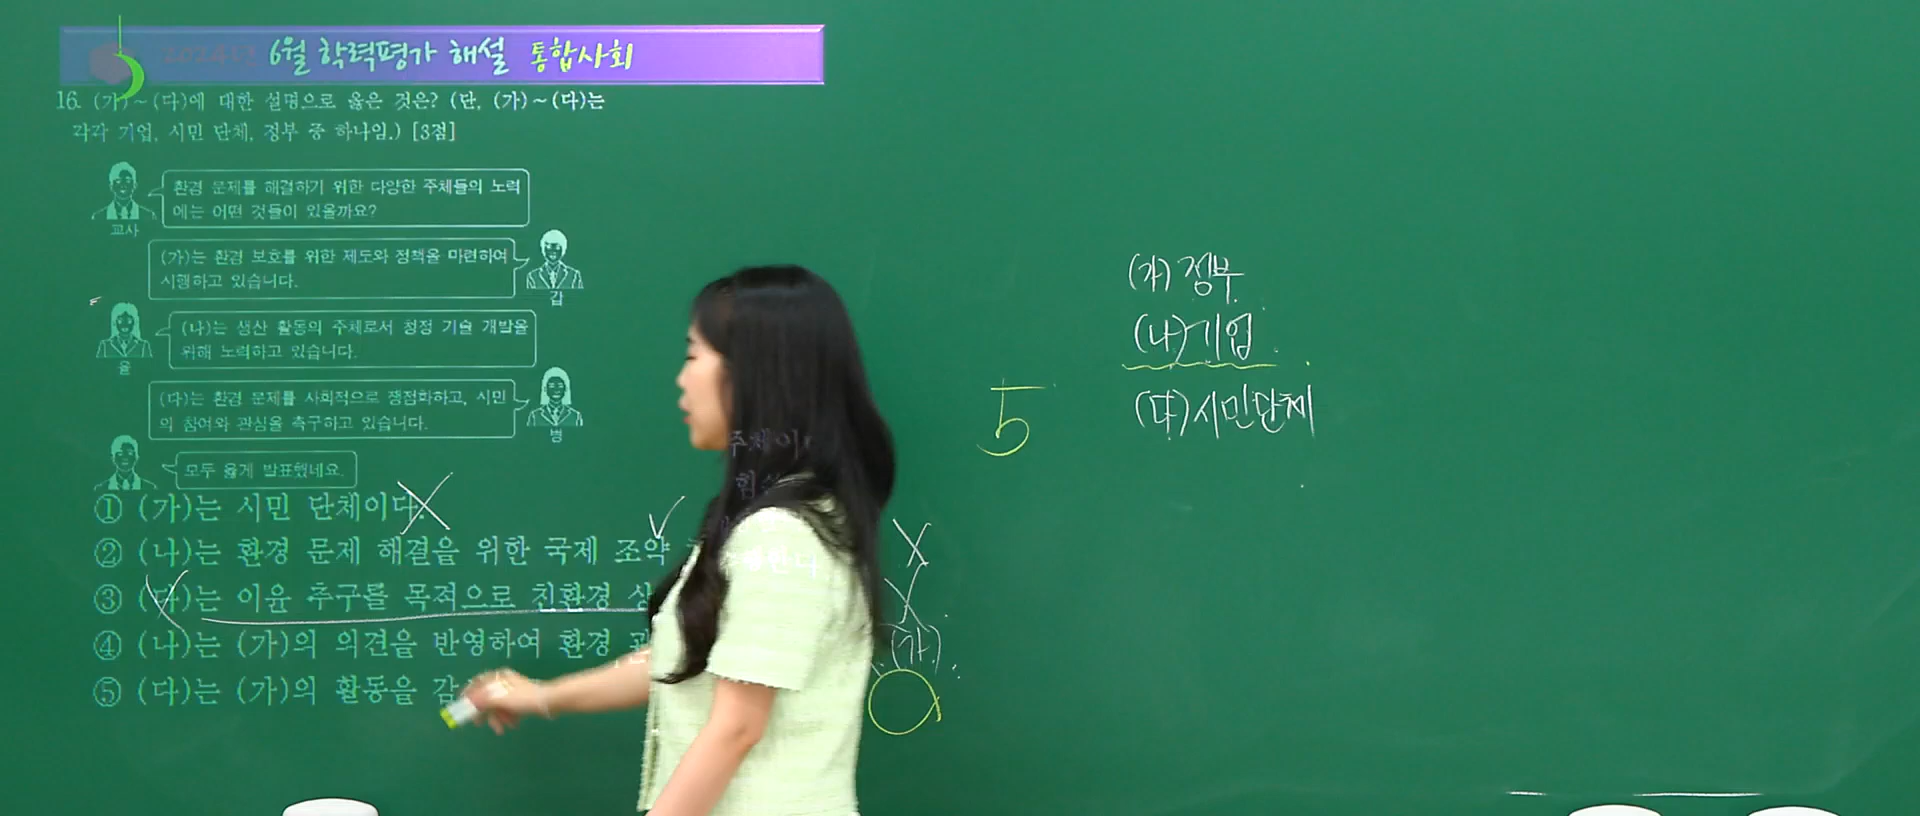 2024년 6월 학력평가 해설 통합사회
16. (가)~(다)에 대한 설명으로 옳은 것은? (단, (가)~(다)는
각각 기업, 시민 단체, 정부 중 하나임.) [3점]
환경 문제를 해결하기 위한 다양한 주체들의 노력
에는 어떤 것들이 있을까요?
교사
(가)는 환경 보호를 위한 제도와 정책을 마련하여
시행하고 있습니다.
갑
(나)는 생산 활동의 주체로서 청정 기술 개발을
위해 노력하고 있습니다.
을
(다)는 환경 문제를 사회적으로 쟁점화하고, 시민
의 참여와 관심을 촉구하고 있습니다.
병
모두 옳게 발표했네요.
① (가)는 시민 단체이다.
② (나)는 환경 문제 해결을 위한 국제 조약
③ (다)는 이윤 추구를 목적으로 친환경 상
④ (나)는 (가)의 의견을 반영하여 환경 관
⑤ (다)는 (가)의 활동을 감
(가)
5
(가) 정부
(나) 기업
(다) 시민단체